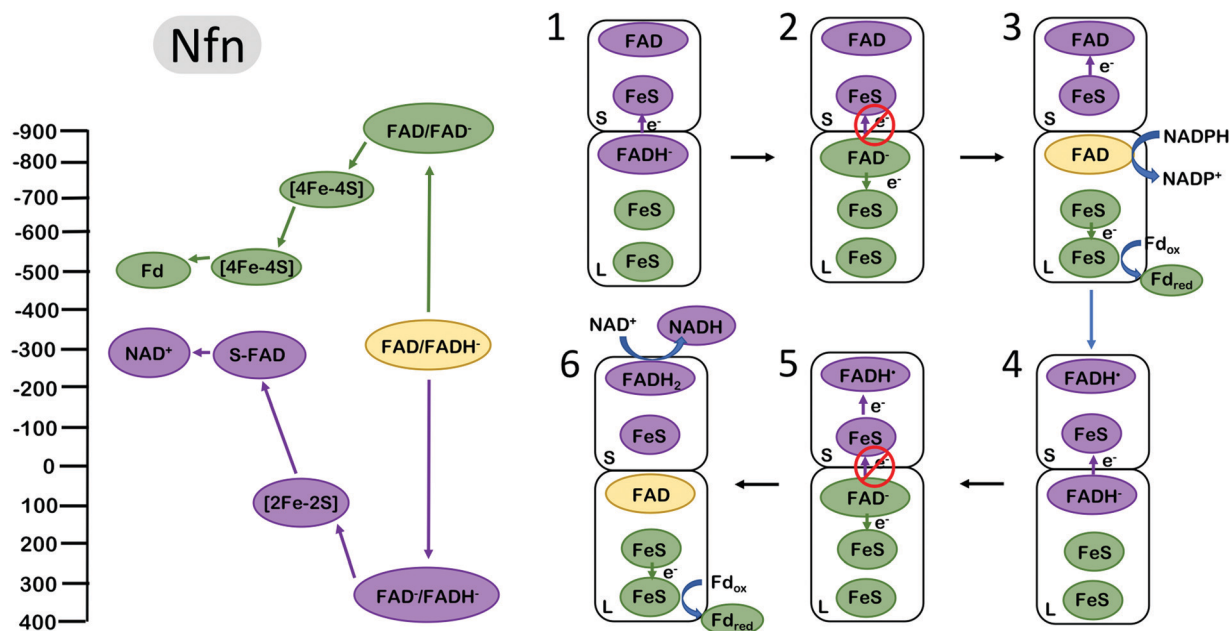 Nfn
-900
-800
-700
-600
-500
-400
-300
-200
-100
0
100
200
300
400
FAD/FAD⁻
[4Fe-4S]
[4Fe-4S]
Fd
FAD/FADH⁻
NAD⁺
S-FAD
[2Fe-2S]
FAD⁻/FADH⁻
1
FAD
FeS
S
e⁻
FADH⁻
FeS
L
FeS
2
FAD
FeS
S
e⁻
FAD⁻
e⁻
FeS
L
FeS
3
FAD
e⁻
FeS
S
FAD
NADPH
NADP⁺
FeS
e⁻
L
FeS
Fdox
Fdred
4
FADH•
FeS
S
e⁻
FADH⁻
FeS
L
FeS
5
FADH•
e⁻
FeS
S
e⁻
FAD⁻
e⁻
FeS
L
FeS
6
NAD⁺
NADH
FADH₂
FeS
S
FAD
FeS
e⁻
L
FeS
Fdox
Fdred